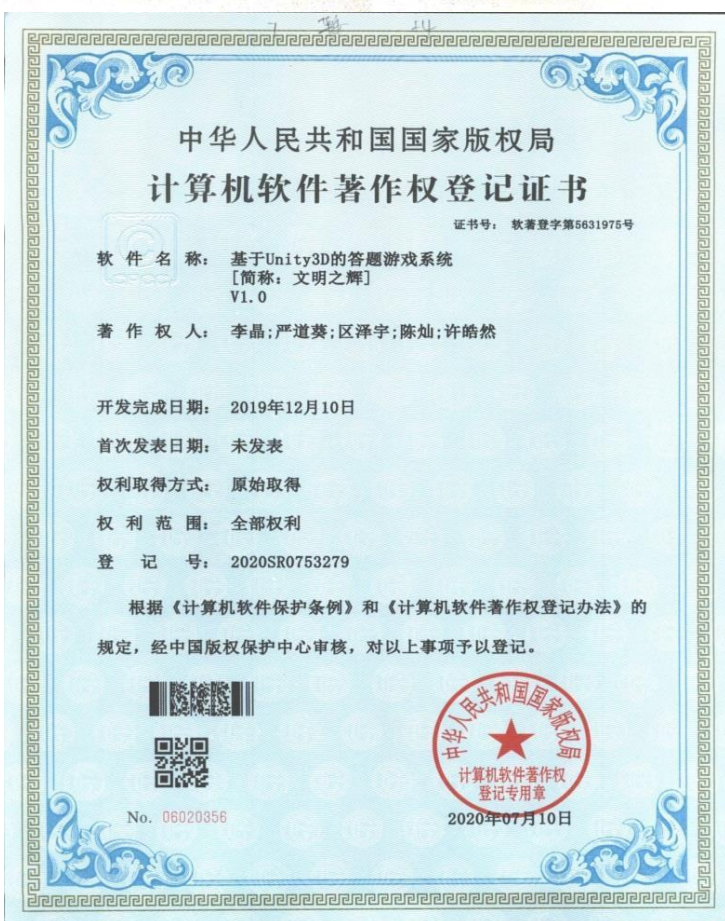 中华人民共和国国家版权局
计算机软件著作权登记证书
证书号： 软著登字第5631975号
软件名称： 基于Unity3D的答题游戏系统
[简称：文明之辉]
V1.0
著作权人： 李晶;严道葵;区泽宇;陈灿;许皓然
开发完成日期： 2019年12月10日
首次发表日期： 未发表
权利取得方式： 原始取得
权利范围： 全部权利
登记号： 2020SR0753279
根据《计算机软件保护条例》和《计算机软件著作权登记办法》的
规定，经中国版权保护中心审核，对以上事项予以登记。
中华人民共和国国家版权局
计算机软件著作权
登记专用章
No. 06020356
2020年07月10日